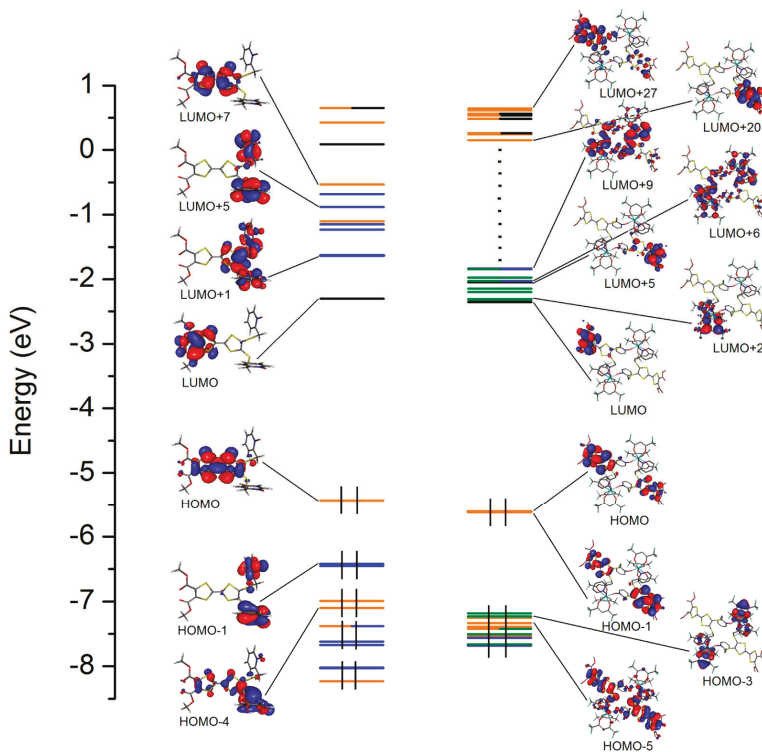 Energy (eV)
1
0
-1
-2
-3
-4
-5
-6
-7
-8
LUMO+7
LUMO+5
LUMO+1
LUMO
HOMO
HOMO-1
HOMO-4
LUMO+27
LUMO+20
LUMO+9
LUMO+6
LUMO+5
LUMO+2
LUMO
HOMO
HOMO-1
HOMO-3
HOMO-5